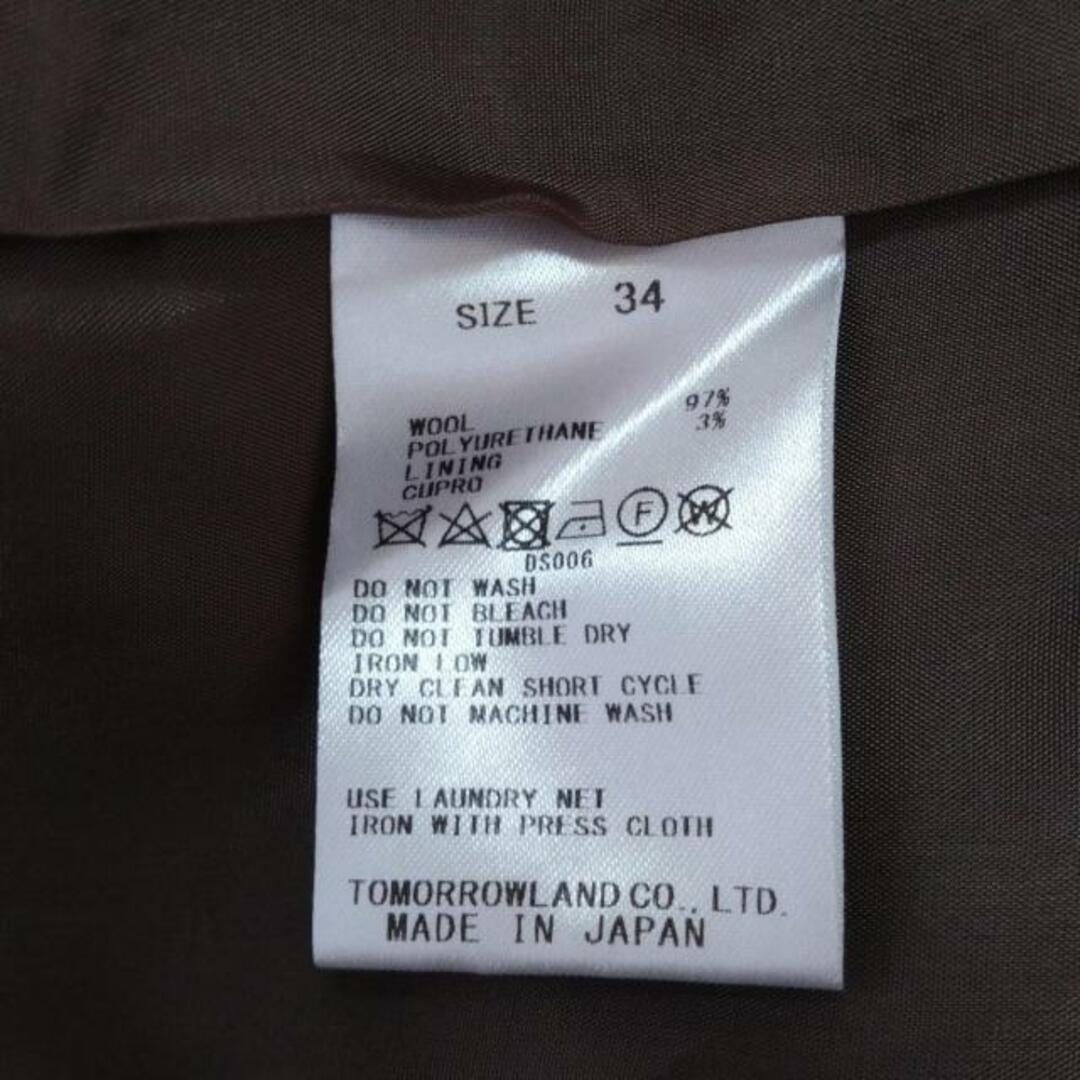 SIZE 34
WOOL 97%
POLYURETHANE 3%
LINING
CUPRO
F W
DS006
DO NOT WASH
DO NOT BLEACH
DO NOT TUMBLE DRY
IRON LOW
DRY CLEAN SHORT CYCLE
DO NOT MACHINE WASH
USE LAUNDRY NET
IRON WITH PRESS CLOTH
TOMORROWLAND CO., LTD.
MADE IN JAPAN